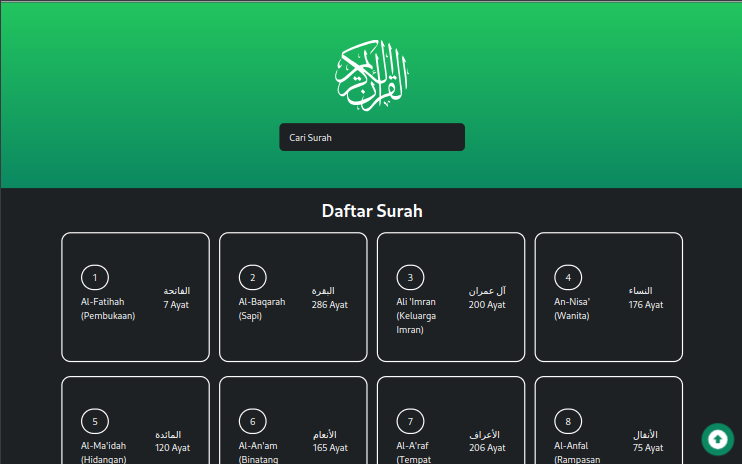 القرآن الكريم
Cari Surah
Daftar Surah
1
الفاتحة
Al-Fatihah
7 Ayat
(Pembukaan)
2
البقرة
Al-Baqarah
286 Ayat
(Sapi)
3
آل عمران
Ali 'Imran
200 Ayat
(Keluarga
Imran)
4
النساء
An-Nisa'
176 Ayat
(Wanita)
5
المائدة
Al-Ma'idah
120 Ayat
(Hidangan)
6
الأنعام
Al-An'am
165 Ayat
(Binatang
7
الأعراف
Al-A'raf
206 Ayat
(Tempat
8
الأنفال
Al-Anfal
75 Ayat
(Rampasan